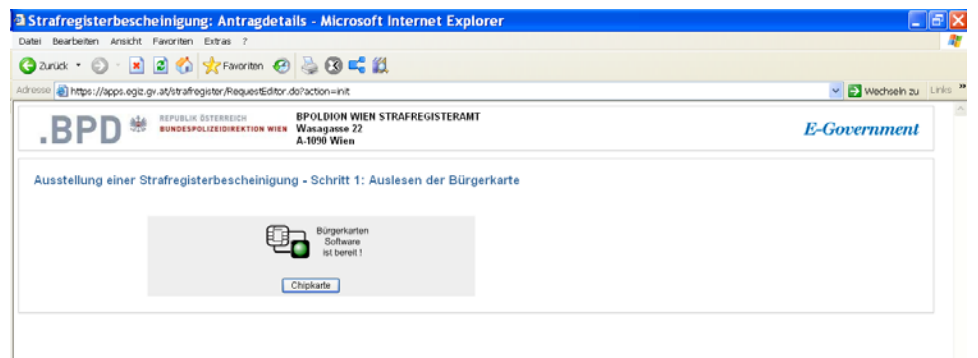 Strafregisterbescheinigung: Antragdetails - Microsoft Internet Explorer
Datei Bearbeiten Ansicht Favoriten Extras ?
Zurück Favoriten
Adresse https://apps.egiz.gv.at/strafregister/RequestEditor.do?action=init Wechseln zu Links »
.BPD REPUBLIK ÖSTERREICH BUNDESPOLIZEIDIREKTION WIEN
BPOLDION WIEN STRAFREGISTERAMT
Wasagasse 22
A-1090 Wien
E-Government
Ausstellung einer Strafregisterbescheinigung - Schritt 1: Auslesen der Bürgerkarte
Bürgerkarten
Software
ist bereit !
Chipkarte